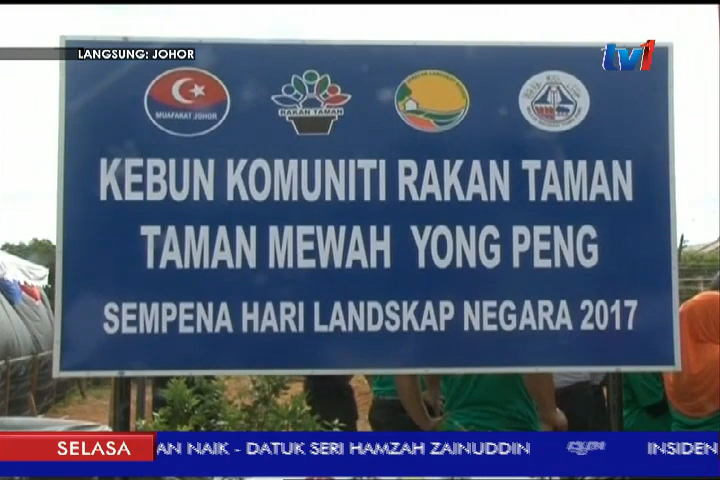 LANGSUNG: JOHOR
tv1
MUAFAKAT JOHOR
RAKAN TAMAN
KEBUN KOMUNITI RAKAN TAMAN
TAMAN MEWAH YONG PENG
SEMPENA HARI LANDSKAP NEGARA 2017
SELASA
AN NAIK - DATUK SERI HAMZAH ZAINUDDIN
INSIDEN